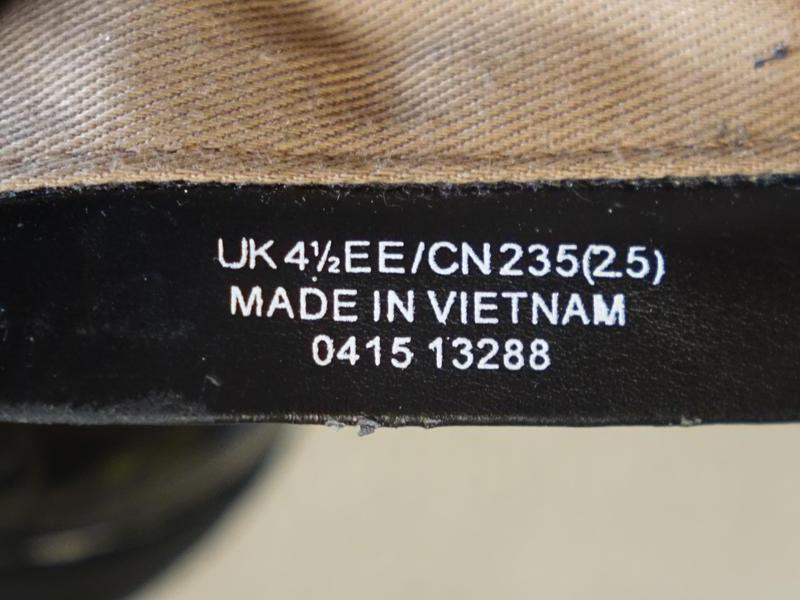 UK 4½EE/CN 235(2.5)
MADE IN VIETNAM
0415 13288